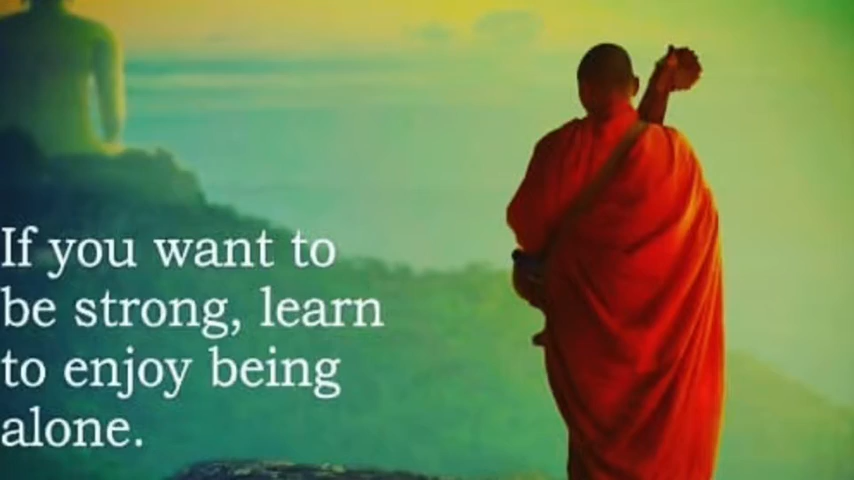 If you want to
be strong, learn
to enjoy being
alone.